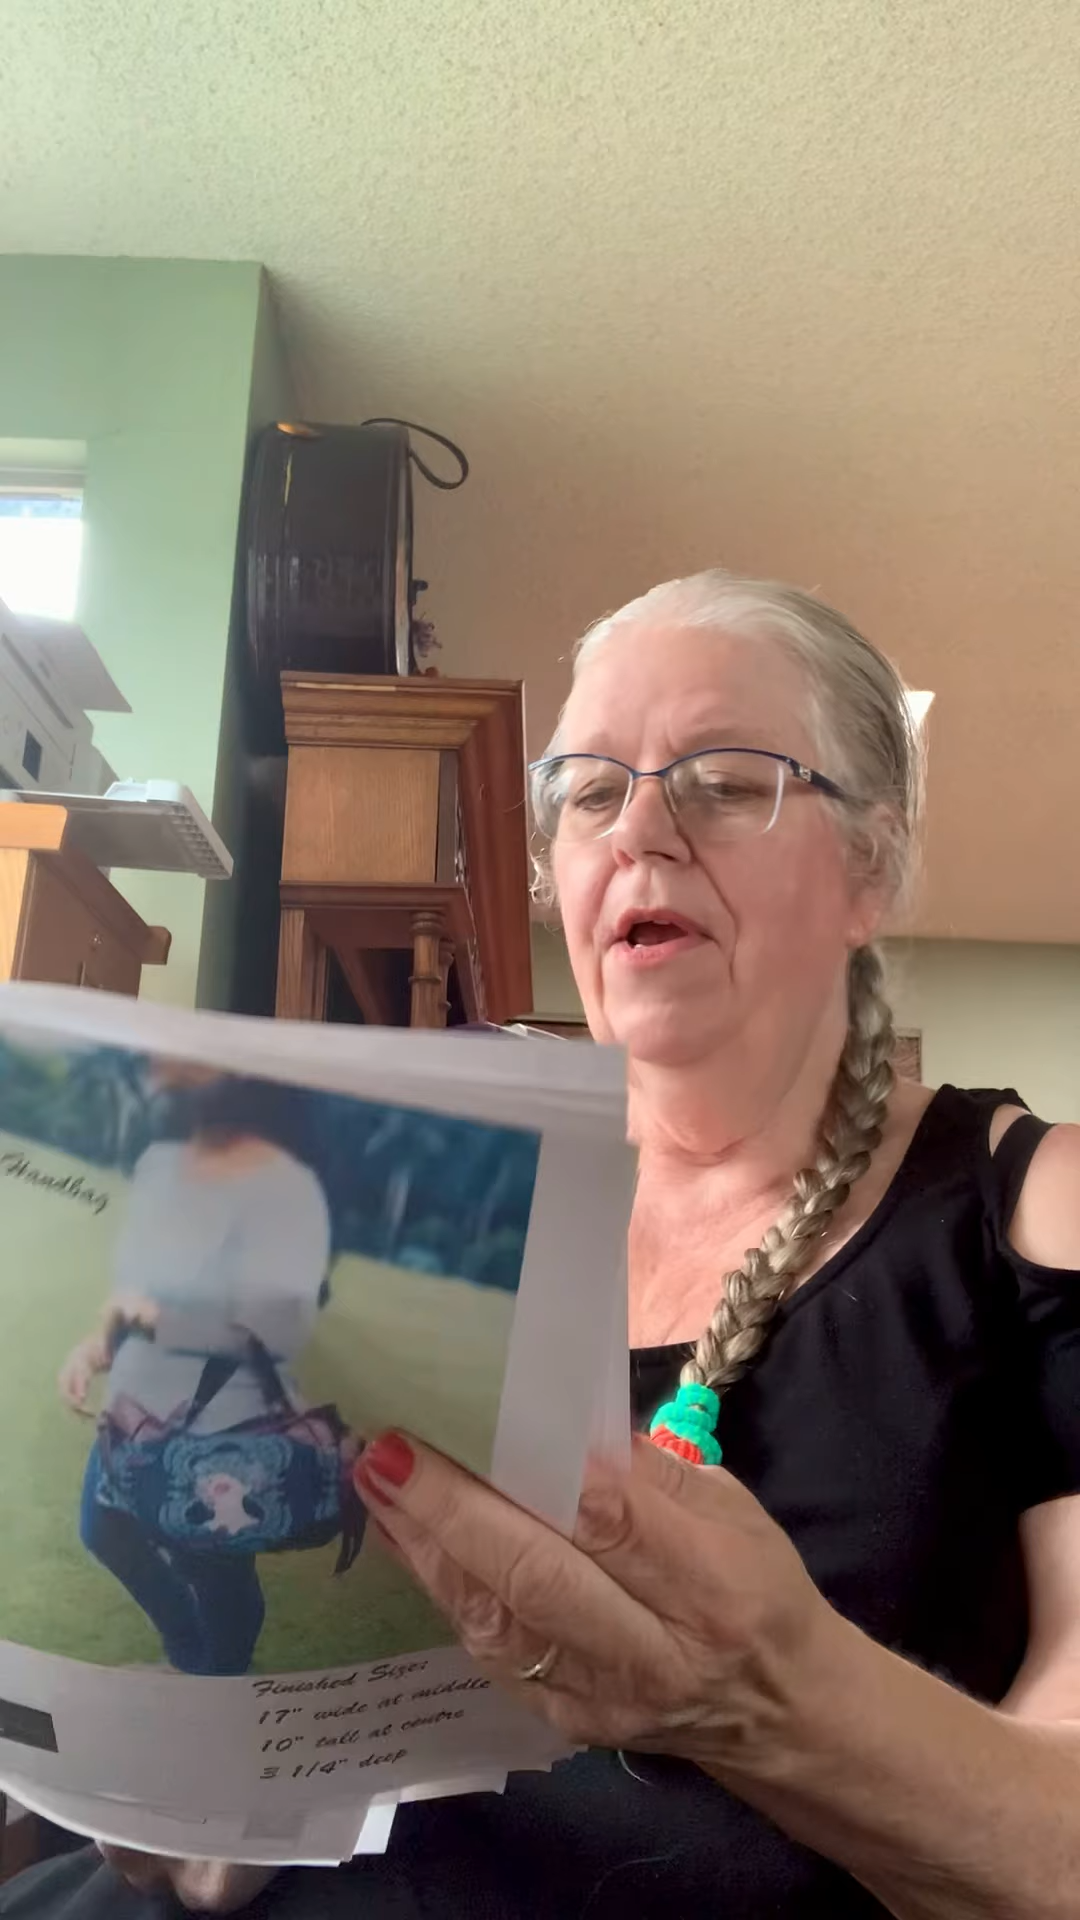 Handbag
Finished Size:
17" wide at middle
10" tall at centre
3 1/4" deep